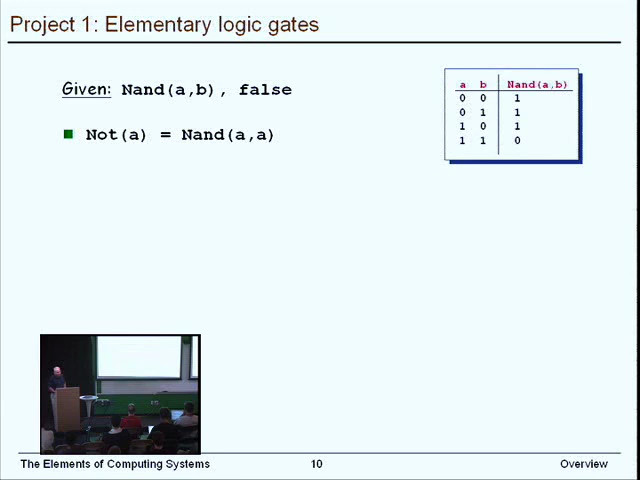 Project 1: Elementary logic gates
Given: Nand(a,b), false
Not(a) = Nand(a,a)
a b Nand(a,b)
0 0 1
0 1 1
1 0 1
1 1 0
The Elements of Computing Systems 10 Overview